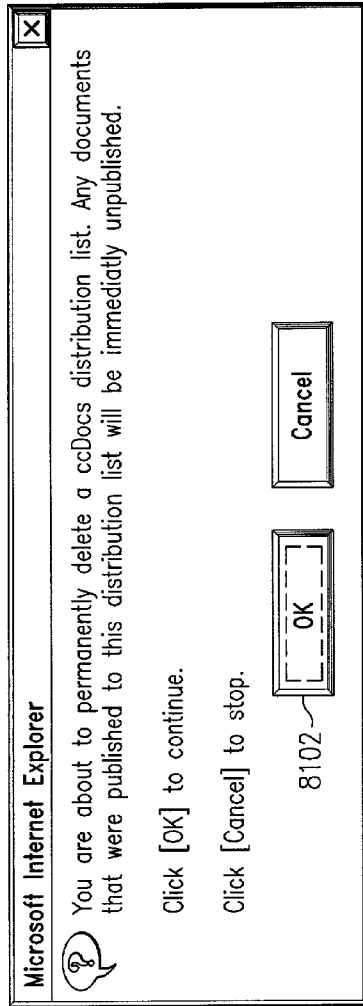 Microsoft Internet Explorer
X
? You are about to permanently delete a ccDocs distribution list. Any documents
that were published to this distribution list will be immediatly unpublished.
Click [OK] to continue.
Click [Cancel] to stop.
OK
Cancel
8102